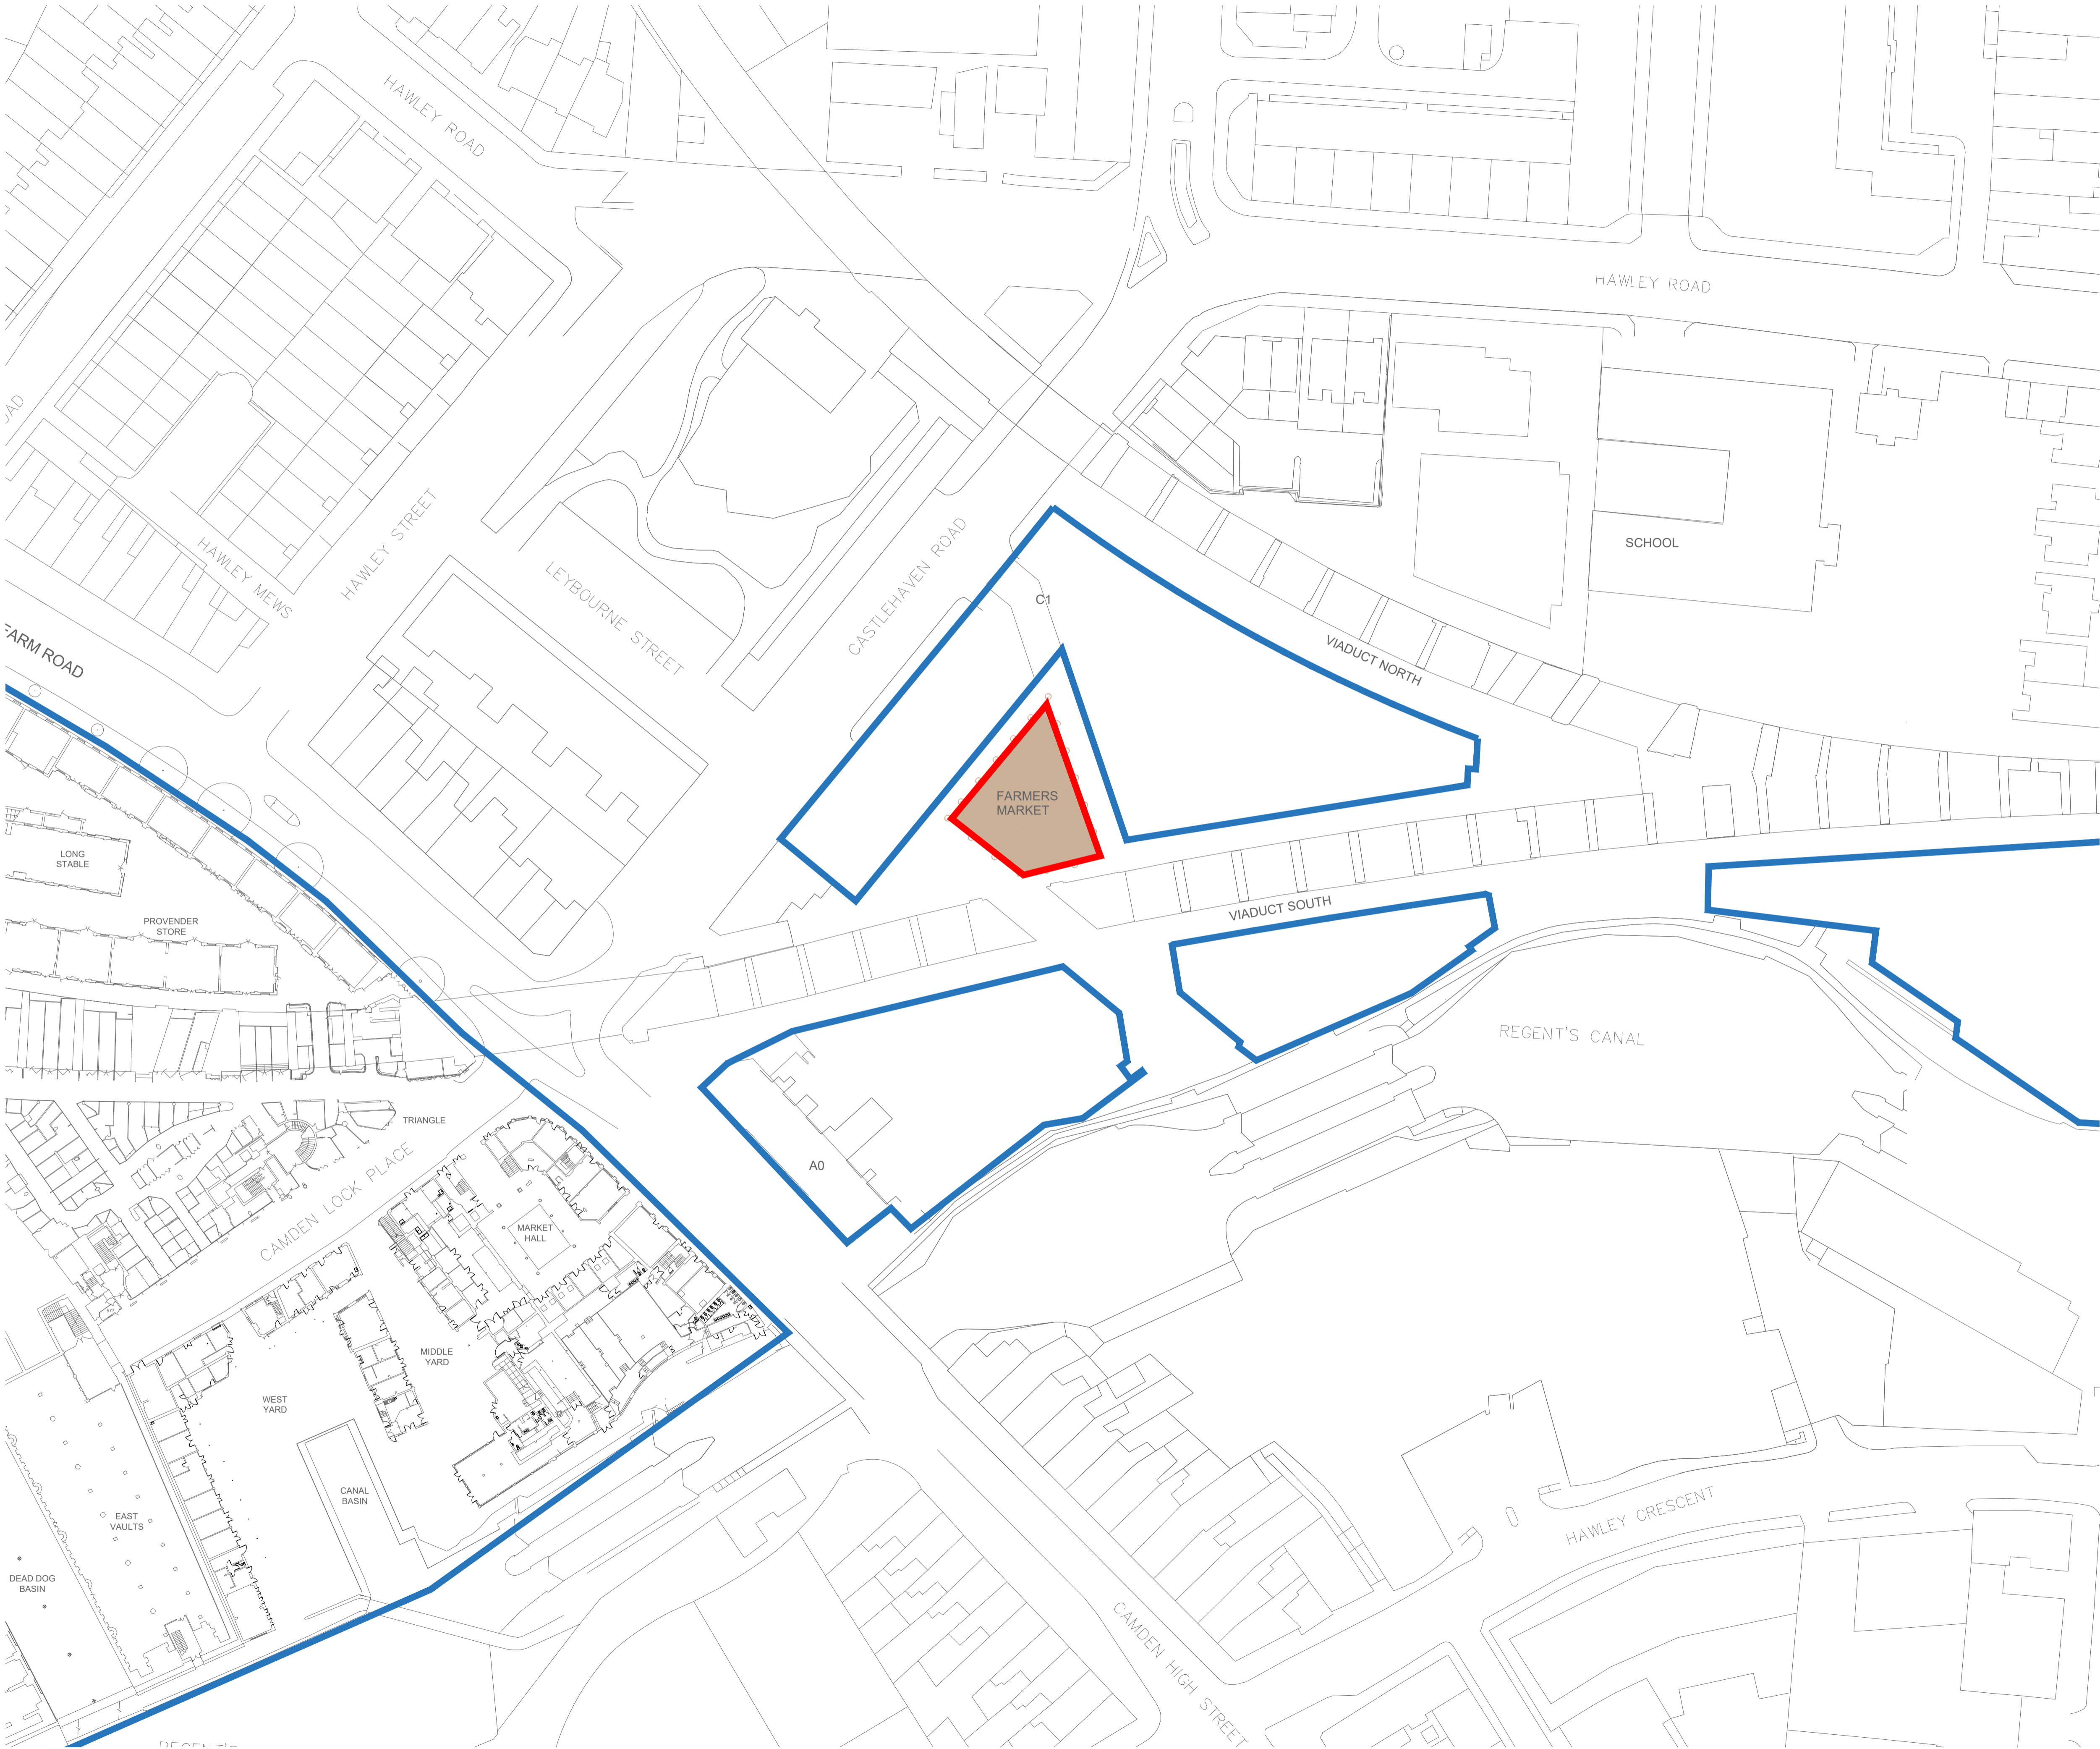 HAWLEY ROAD
HAWLEY ROAD
OAD
HAWLEY STREET
HAWLEY MEWS
LEYBOURNE STREET
CASTLEHAVEN ROAD
SCHOOL
C1
VIADUCT NORTH
FARM ROAD
FARMERS
MARKET
LONG
STABLE
PROVENDER
STORE
VIADUCT SOUTH
REGENT'S CANAL
TRIANGLE
CAMDEN LOCK PLACE
A0
MARKET
HALL
MIDDLE
YARD
WEST
YARD
CANAL
BASIN
EAST
VAULTS
DEAD DOG
BASIN
HAWLEY CRESCENT
CAMDEN HIGH STREET
REGENT'S